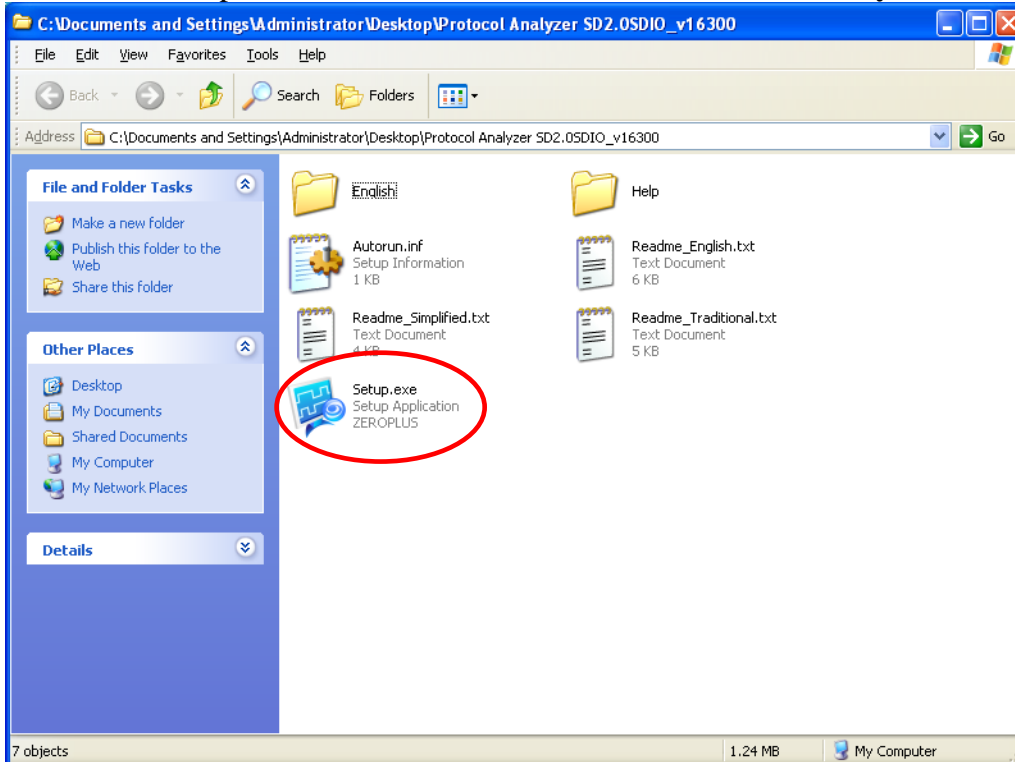 C:\Documents and Settings\Administrator\Desktop\Protocol Analyzer SD2.0SDIO_v16300
File Edit View Favorites Tools Help
Back Search Folders
Address C:\Documents and Settings\Administrator\Desktop\Protocol Analyzer SD2.0SDIO_v16300 Go
File and Folder Tasks
Make a new folder
Publish this folder to the
Web
Share this folder
Other Places
Desktop
My Documents
Shared Documents
My Computer
My Network Places
Details
English
Help
Autorun.inf
Setup Information
1 KB
Readme_English.txt
Text Document
6 KB
Readme_Simplified.txt
Text Document
4 KB
Readme_Traditional.txt
Text Document
5 KB
Setup.exe
Setup Application
ZEROPLUS
7 objects 1.24 MB My Computer